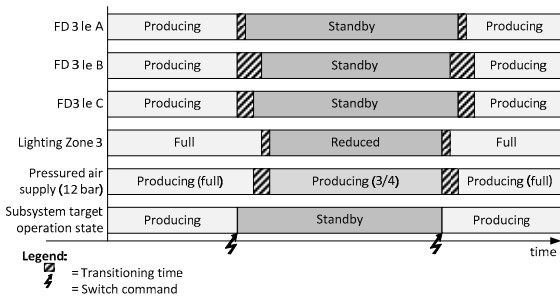 FD 3 le A Producing Standby Producing
FD 3 le B Producing Standby Producing
FD3 le C Producing Standby Producing
Lighting Zone 3 Full Reduced Full
Pressured air
supply (12 bar) Producing (full) Producing (3/4) Producing (full)
Subsystem target
operation state Producing Standby Producing
time
Legend:
= Transitioning time
= Switch command